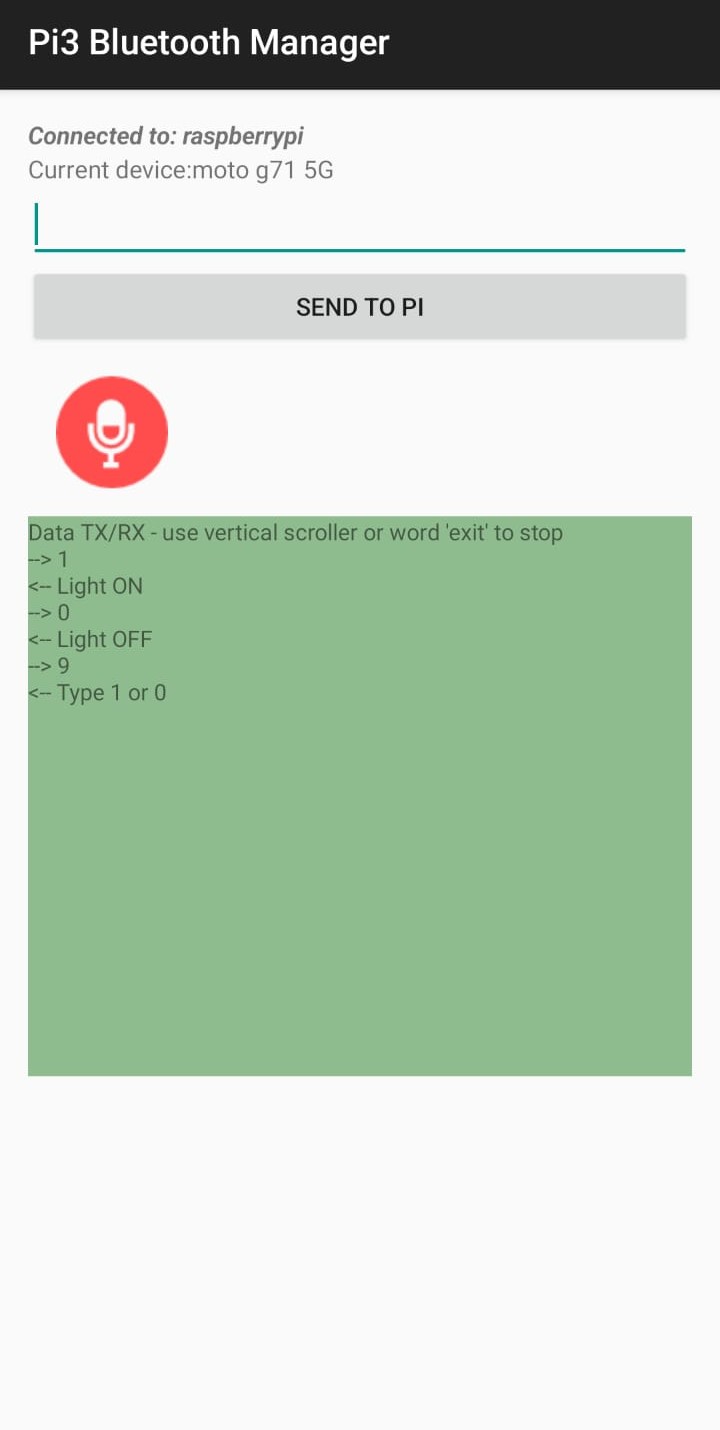 Pi3 Bluetooth Manager
Connected to: raspberrypi
Current device:moto g71 5G
SEND TO PI
Data TX/RX - use vertical scroller or word 'exit' to stop
--> 1
<-- Light ON
--> 0
<-- Light OFF
--> 9
<-- Type 1 or 0